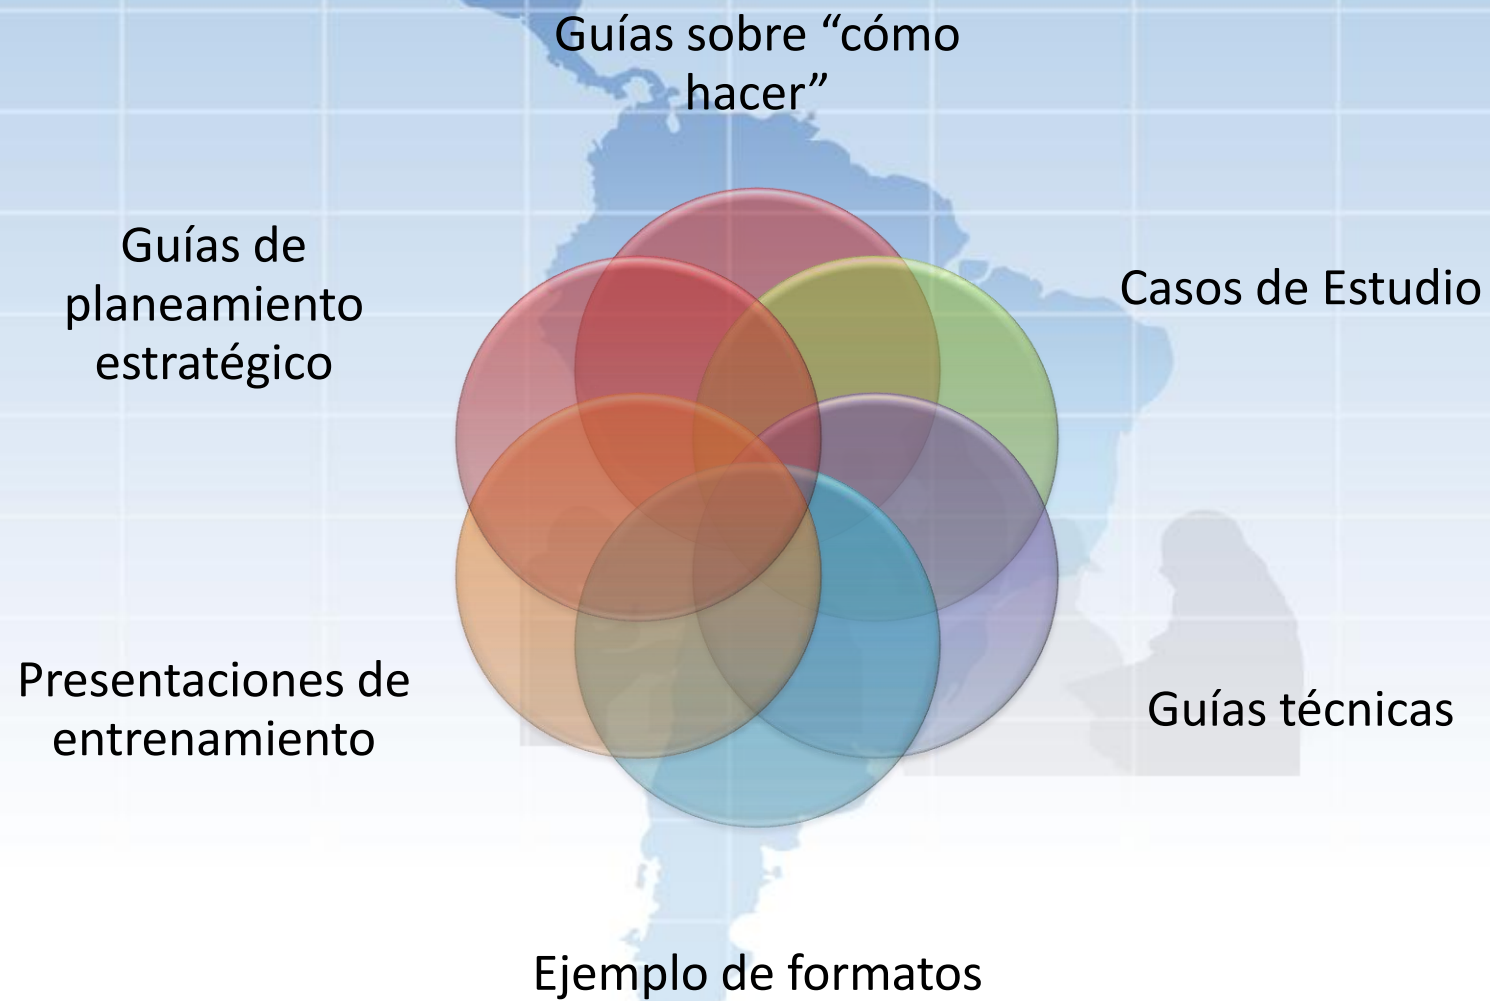 Guías sobre “cómo
hacer”
Guías de
planeamiento
estratégico
Casos de Estudio
Presentaciones de
entrenamiento
Guías técnicas
Ejemplo de formatos